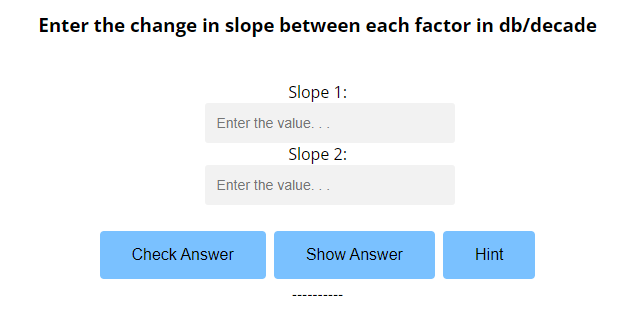 Enter the change in slope between each factor in db/decade
Slope 1:
Enter the value. . .
Slope 2:
Enter the value. . .
Check Answer Show Answer Hint
----------